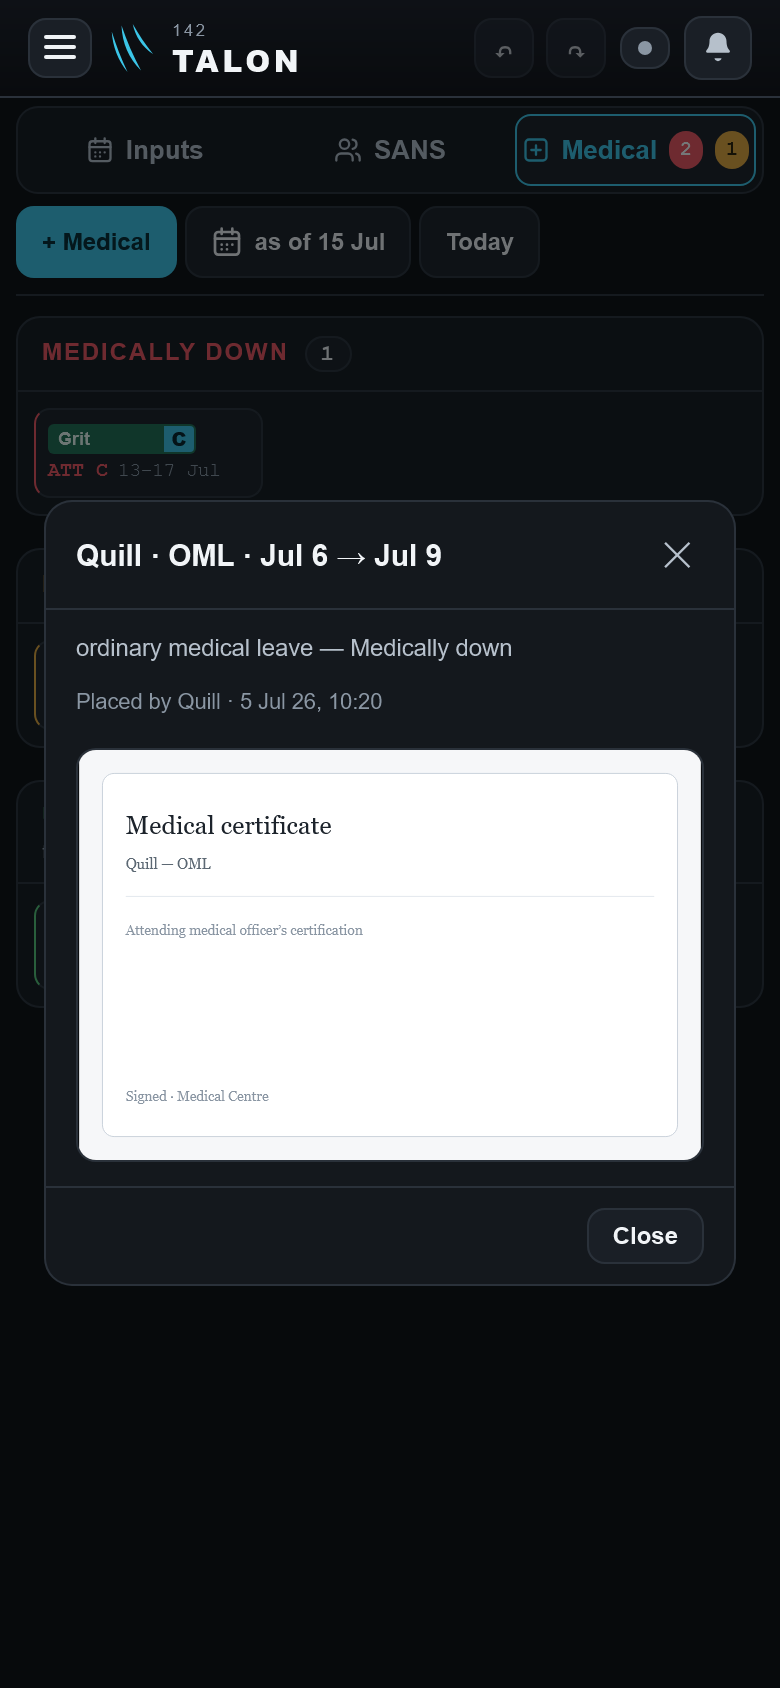 142
TALON
Inputs
SANS
Medical 2 1
+ Medical
as of 15 Jul
Today
MEDICALLY DOWN 1
Grit C
ATT C 13–17 Jul
Quill · OML · Jul 6 → Jul 9
ordinary medical leave — Medically down
Placed by Quill · 5 Jul 26, 10:20
Medical certificate
Quill — OML
Attending medical officer’s certification
Signed · Medical Centre
Close